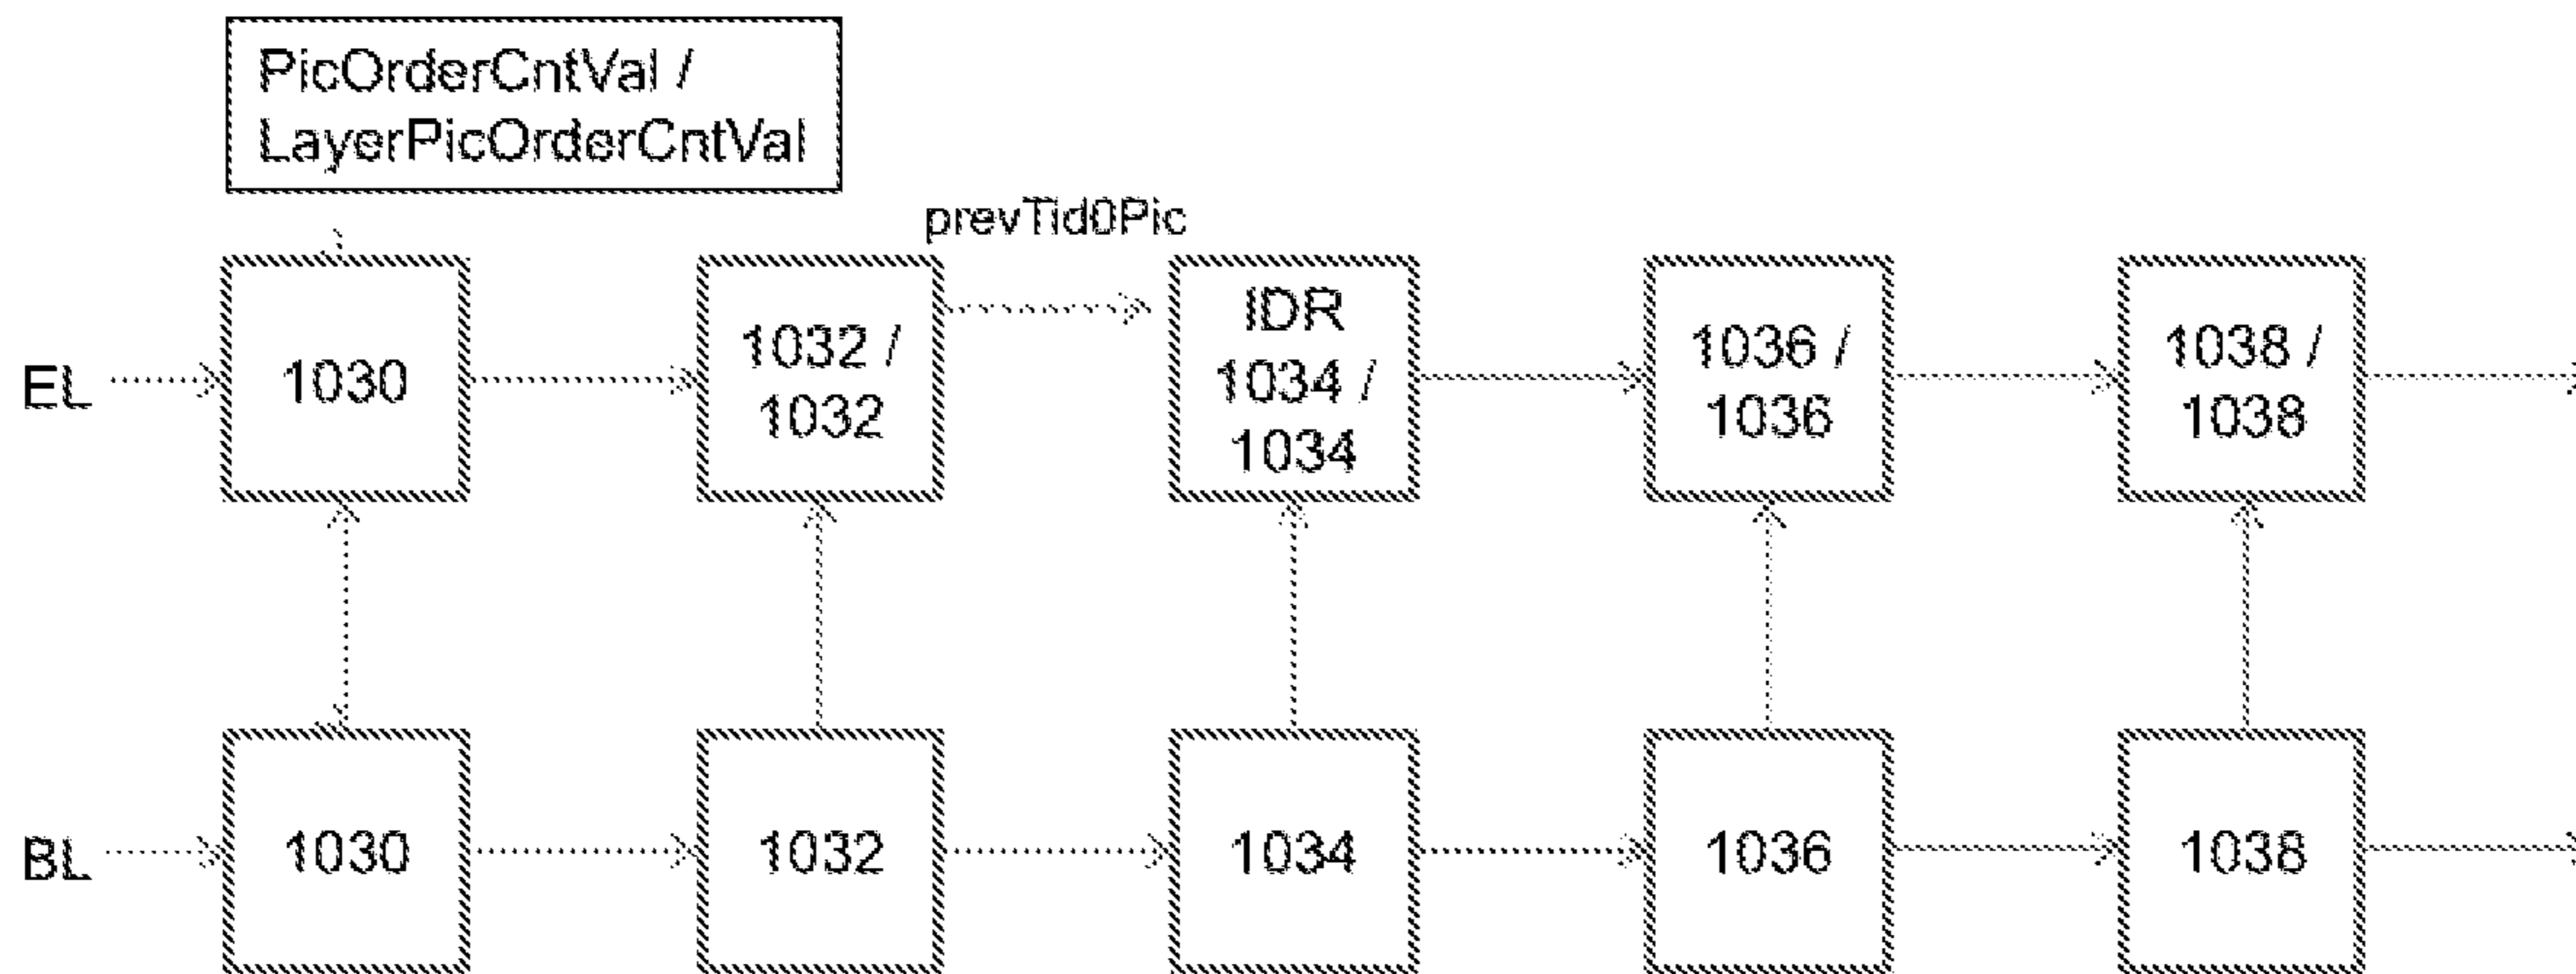 PicOrderCntVal /
LayerPicOrderCntVal
prevTid0Pic
EL
1030
1032 /
1032
IDR
1034 /
1034
1036 /
1036
1038 /
1038
BL
1030
1032
1034
1036
1038